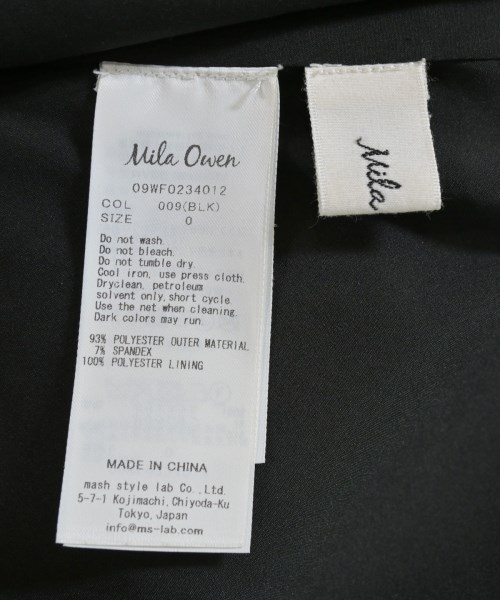 Mila Owen
09WF0234012
COL 009(BLK)
SIZE 0
Do not wash.
Do not bleach.
Do not tumble dry.
Cool iron, use press cloth.
Dryclean, petroleum
solvent only, short cycle.
Use the net when cleaning.
Dark colors may run.
93% POLYESTER OUTER MATERIAL
7% SPANDEX
100% POLYESTER LINING
MADE IN CHINA
mash style lab Co., Ltd.
5-7-1 Kojimachi, Chiyoda-Ku
Tokyo, Japan
info@ms-lab.com
Mila